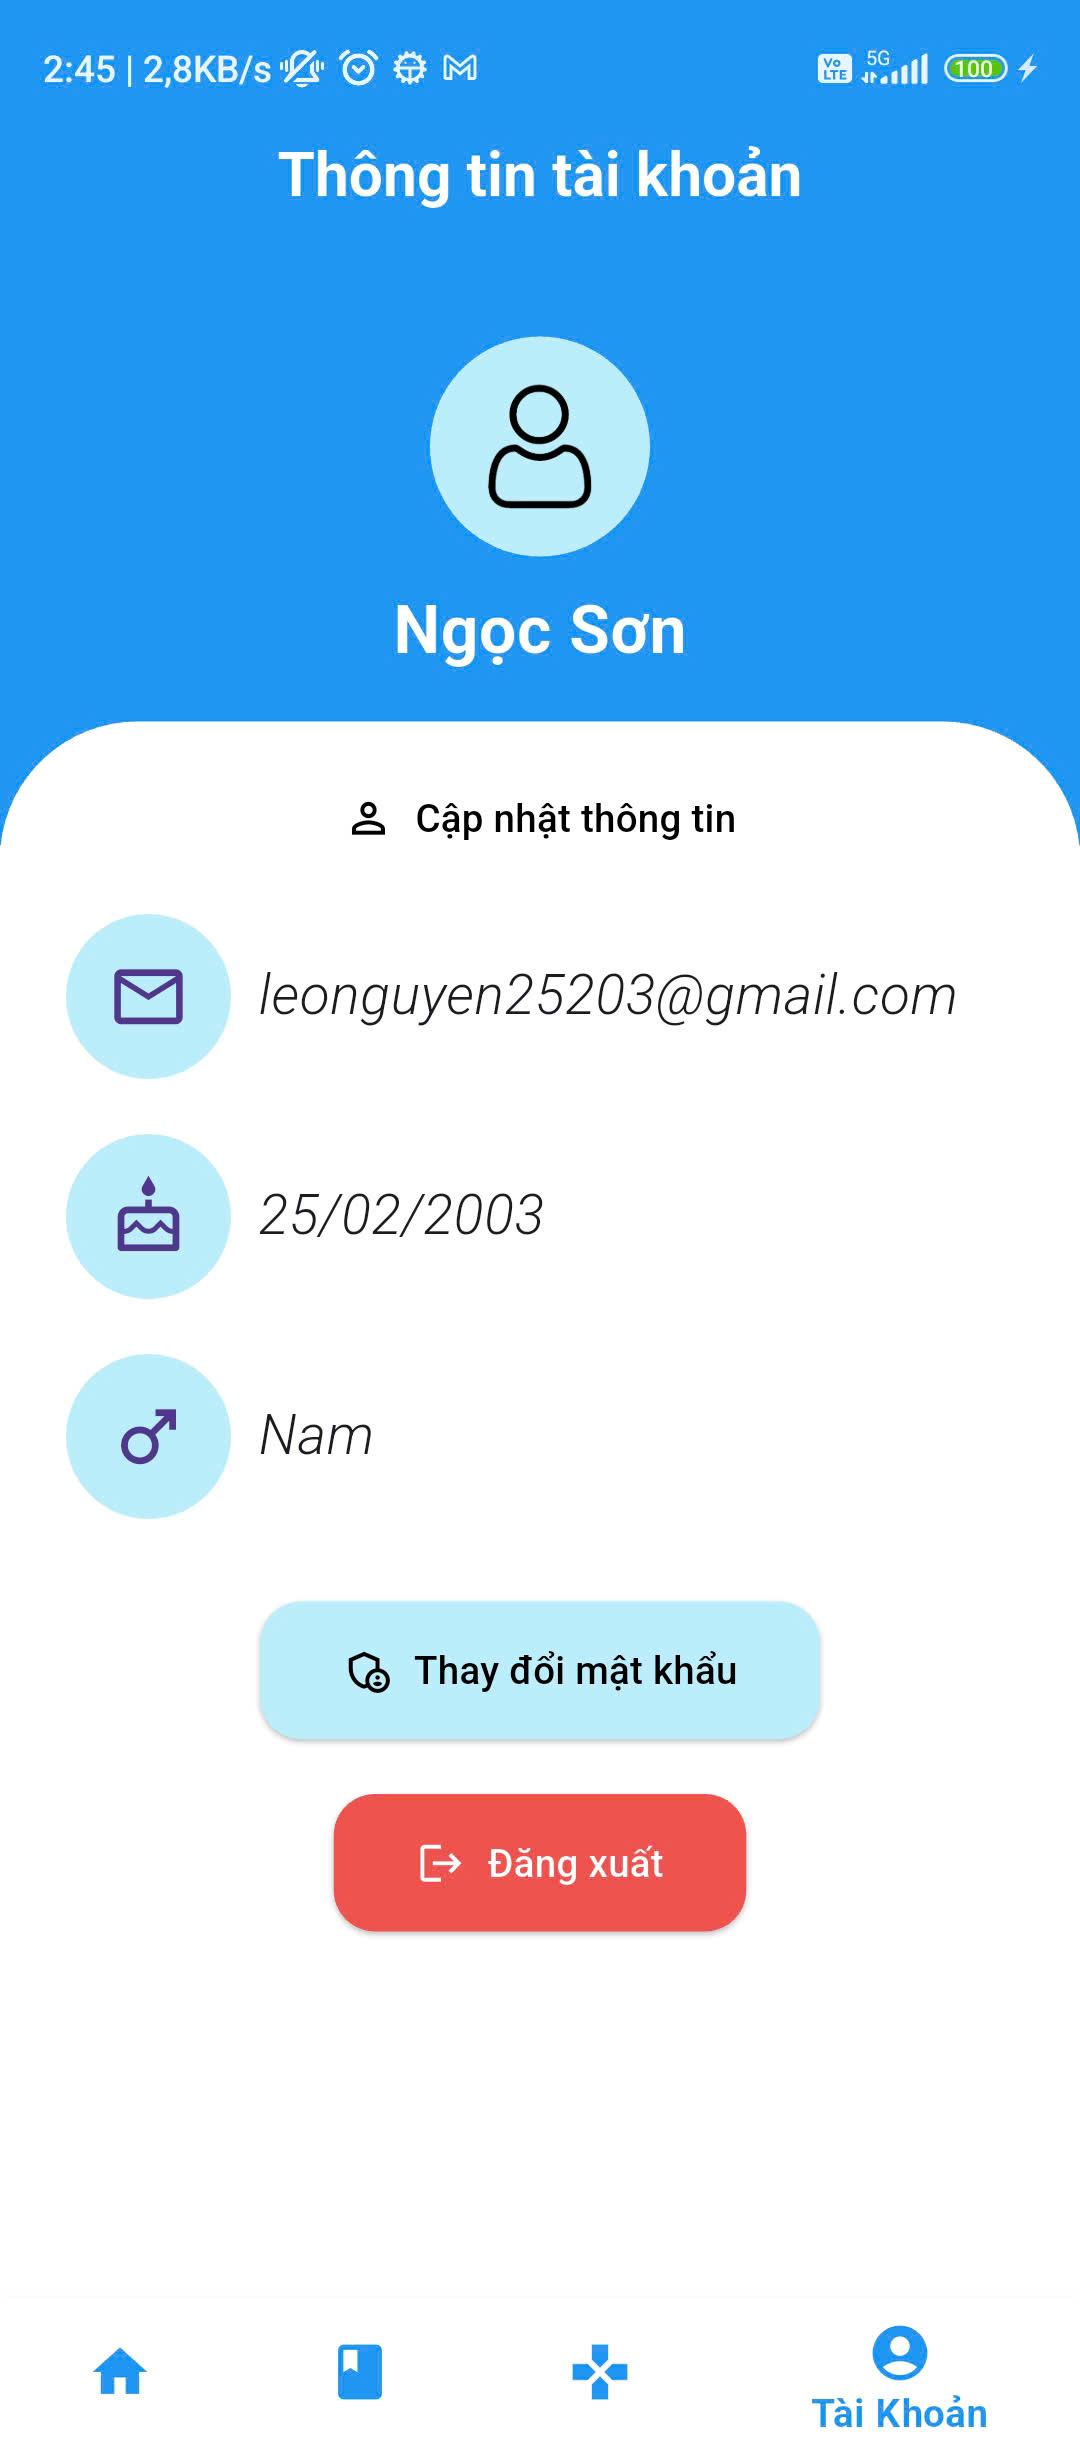 2:45 | 2,8KB/s
Vo LTE 5G 100
Thông tin tài khoản
Ngọc Sơn
Cập nhật thông tin
leonguyen25203@gmail.com
25/02/2003
Nam
Thay đổi mật khẩu
Đăng xuất
Tài Khoản